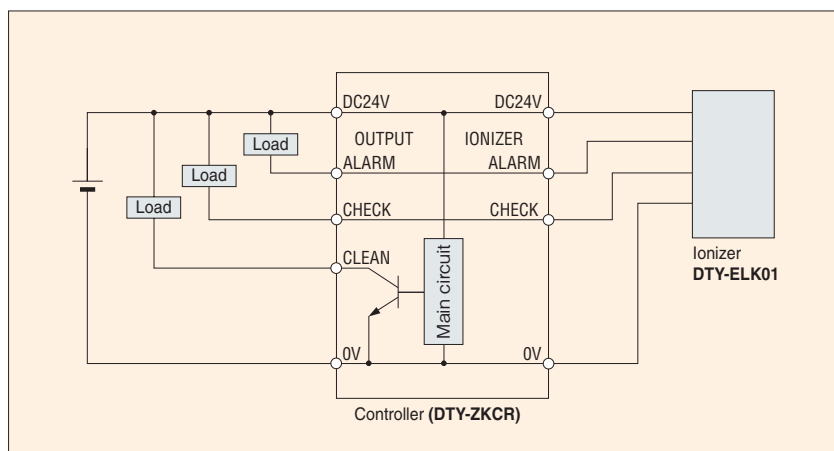 DC24V DC24V
OUTPUT IONIZER
Load
ALARM ALARM
Load
Load
CHECK CHECK
CLEAN
Main circuit
0V 0V
Ionizer
DTY-ELK01
Controller (DTY-ZKCR)